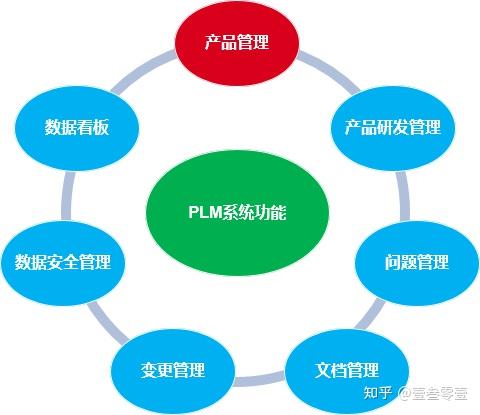 产品管理
数据看板
产品研发管理
PLM系统功能
数据安全管理
问题管理
变更管理
文档管理
知乎 @壹叁零壹